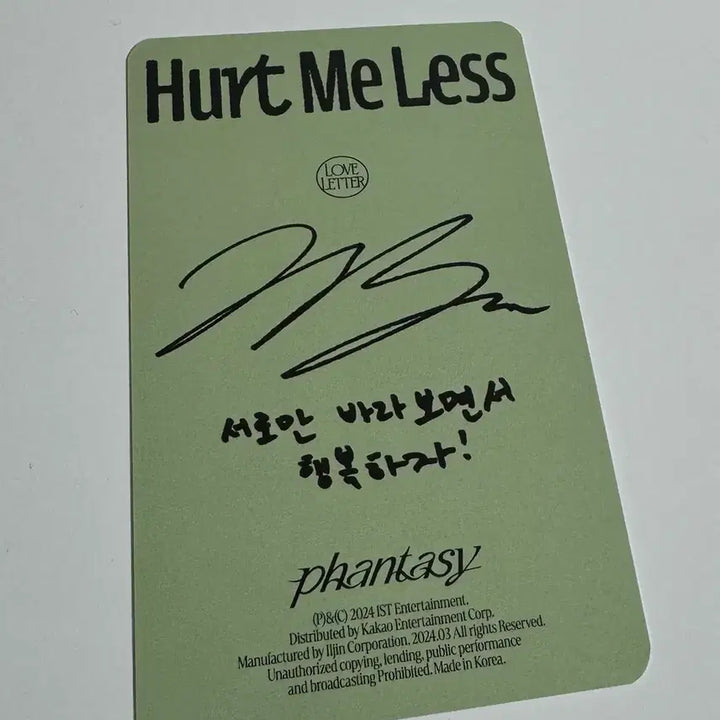 Hurt Me Less
LOVE
LETTER
서로만 바라보면서
행복하자!
phantasy
(P)&(C) 2024 IST Entertainment.
Distributed by Kakao Entertainment Corp.
Manufactured by Iljin Corporation. 2024.03 All rights Reserved.
Unauthorized copying, lending, public performance
and broadcasting Prohibited. Made in Korea.